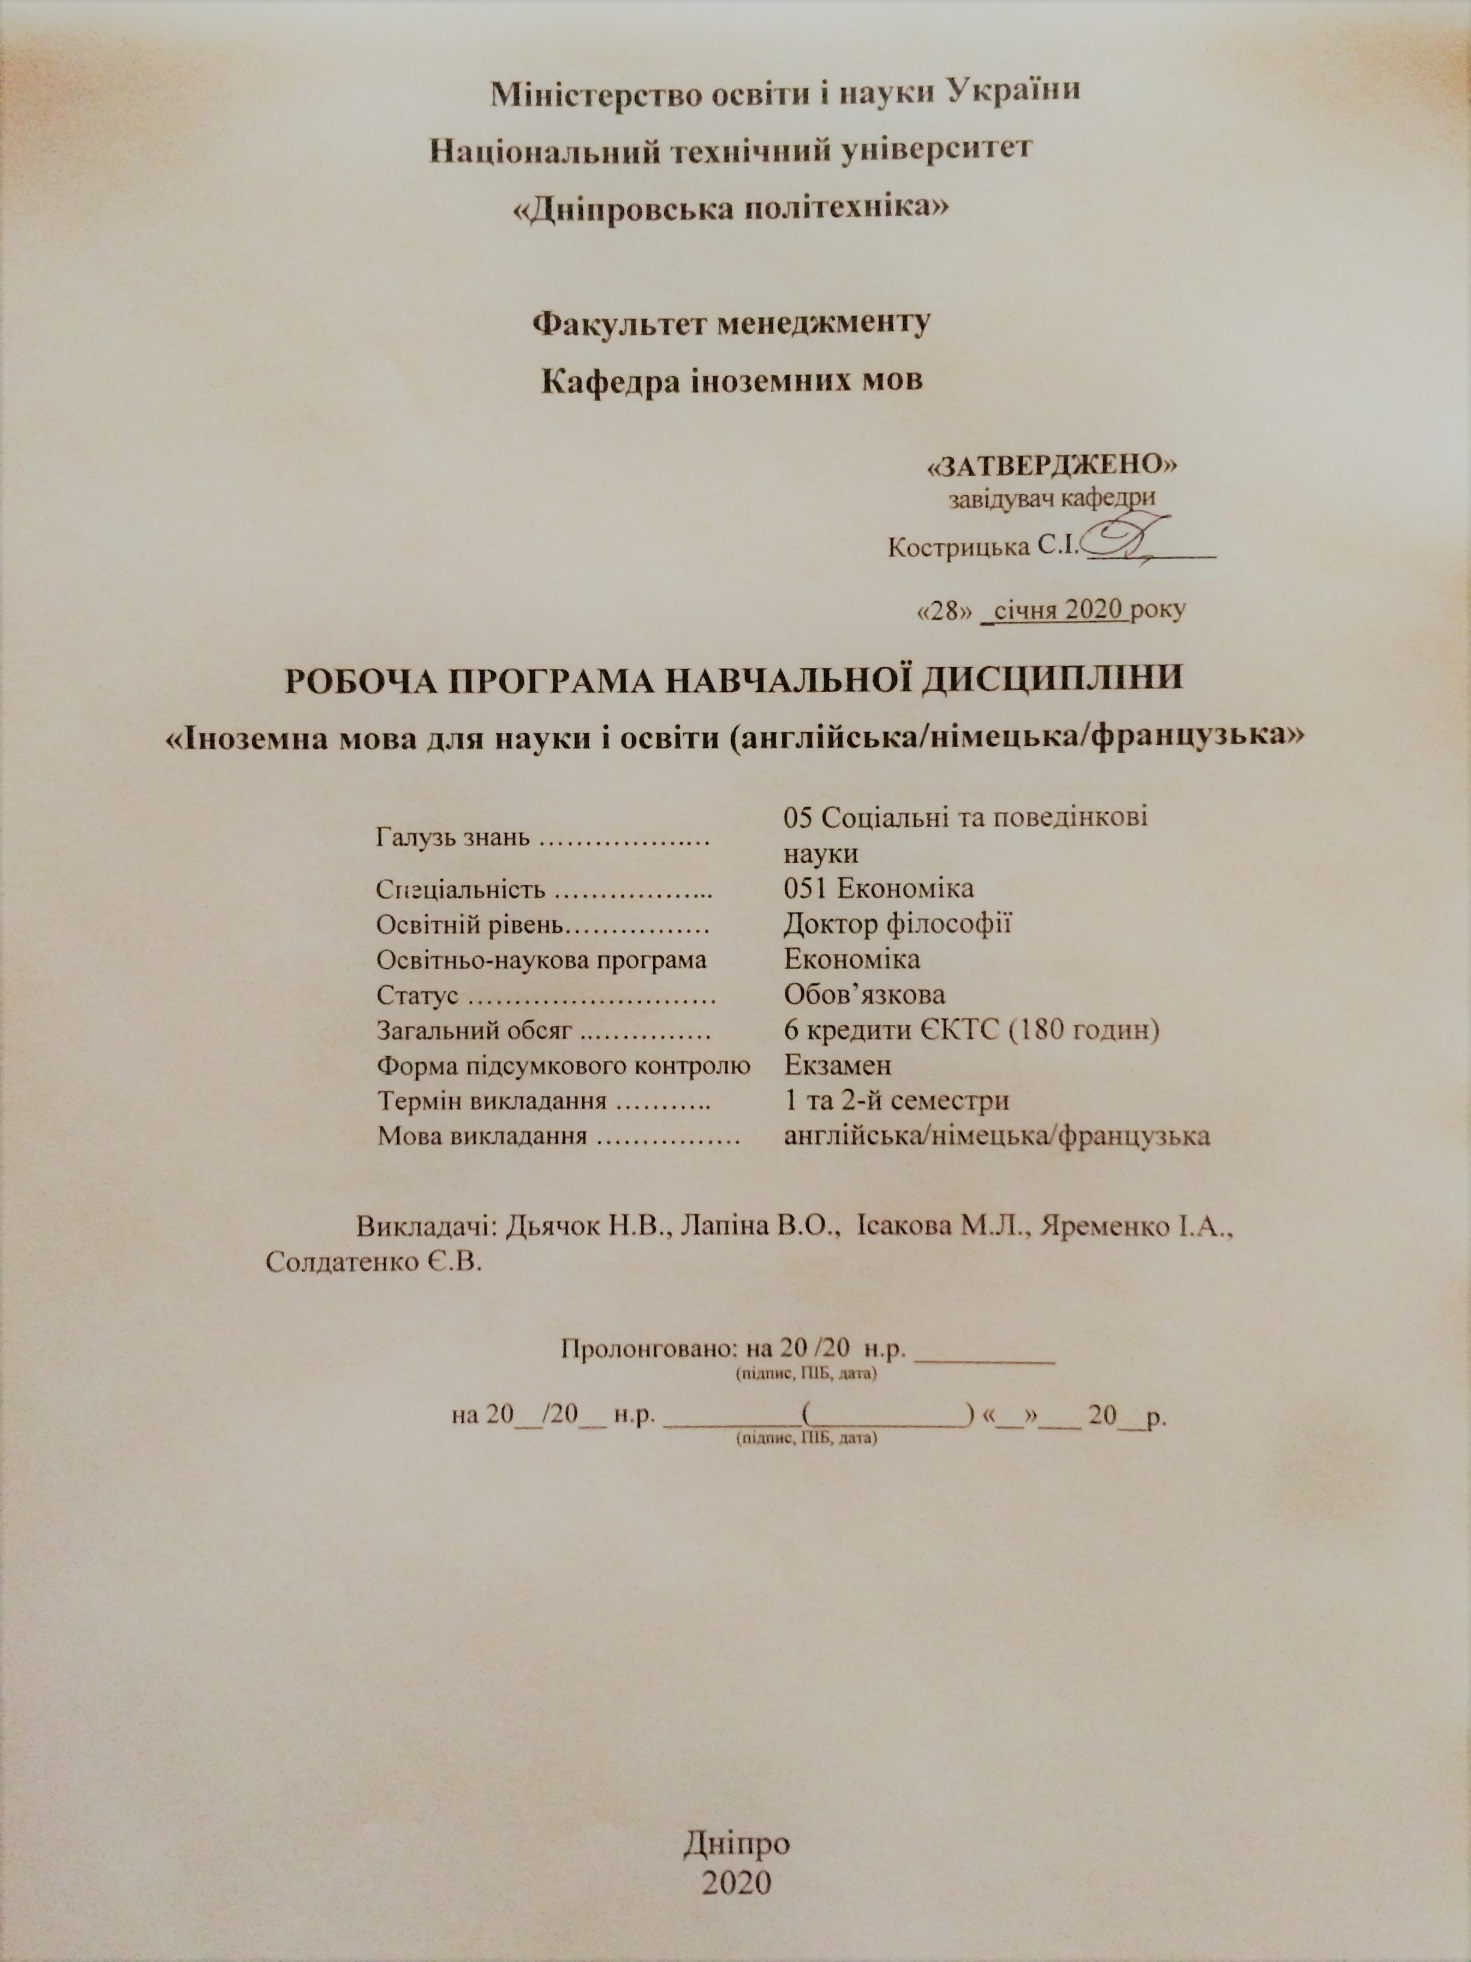 Міністерство освіти і науки України
Національний технічний університет
«Дніпровська політехніка»
Факультет менеджменту
Кафедра іноземних мов
«ЗАТВЕРДЖЕНО»
завідувач кафедри
Кострицька С.І. ________
«28» _січня 2020 року
РОБОЧА ПРОГРАМА НАВЧАЛЬНОЇ ДИСЦИПЛІНИ
«Іноземна мова для науки і освіти (англійська/німецька/французька»
Галузь знань ................... 05 Соціальні та поведінкові
науки
Спеціальність .................. 051 Економіка
Освітній рівень................ Доктор філософії
Освітньо-наукова програма Економіка
Статус ........................... Обов’язкова
Загальний обсяг ............... 6 кредити ЄКТС (180 годин)
Форма підсумкового контролю Екзамен
Термін викладання ........... 1 та 2-й семестри
Мова викладання ................ англійська/німецька/французька
Викладачі: Дьячок Н.В., Лапіна В.О., Ісакова М.Л., Яременко І.А.,
Солдатенко Є.В.
Пролонговано: на 20 /20 н.р. __________
(підпис, ПІБ, дата)
на 20__/20__ н.р. __________(___________) «__»___ 20__р.
(підпис, ПІБ, дата)
Дніпро
2020